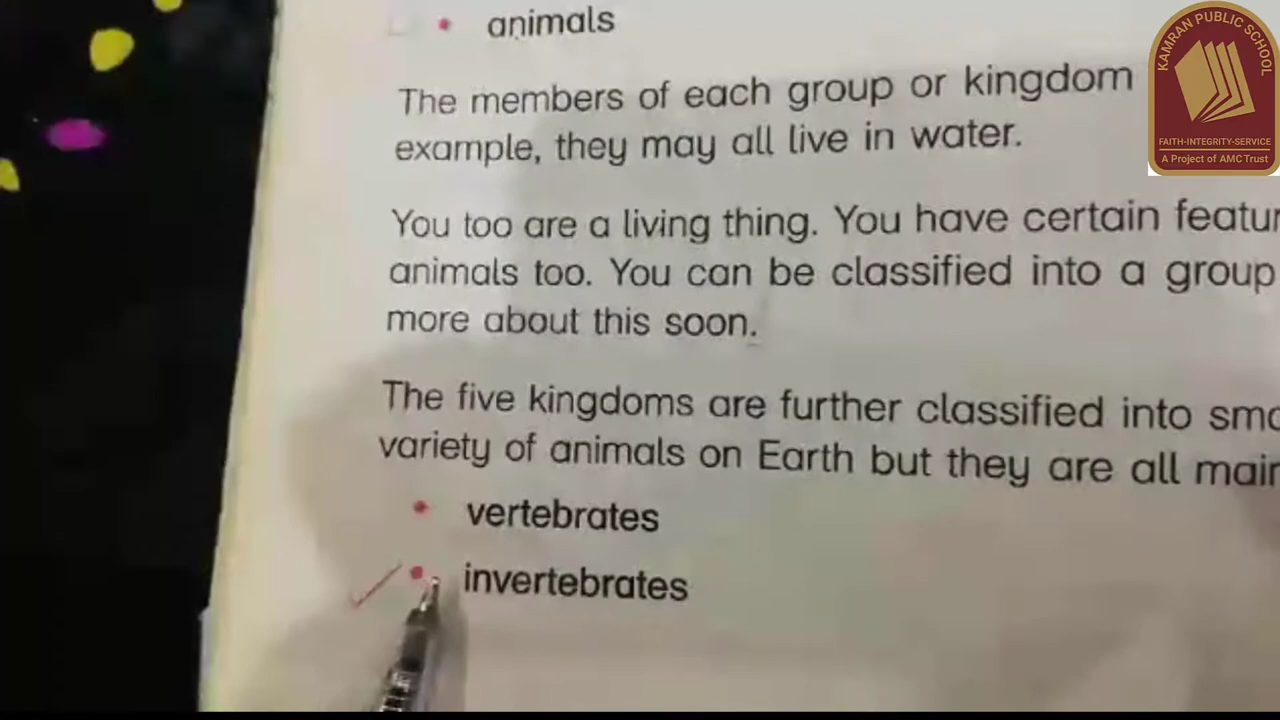 animals
The members of each group or kingdom
example, they may all live in water.
You too are a living thing. You have certain featur
animals too. You can be classified into a group
more about this soon.
The five kingdoms are further classified into sma
variety of animals on Earth but they are all main
vertebrates
invertebrates
KAMRAN PUBLIC SCHOOL
FAITH-INTEGRITY-SERVICE
A Project of AMC Trust